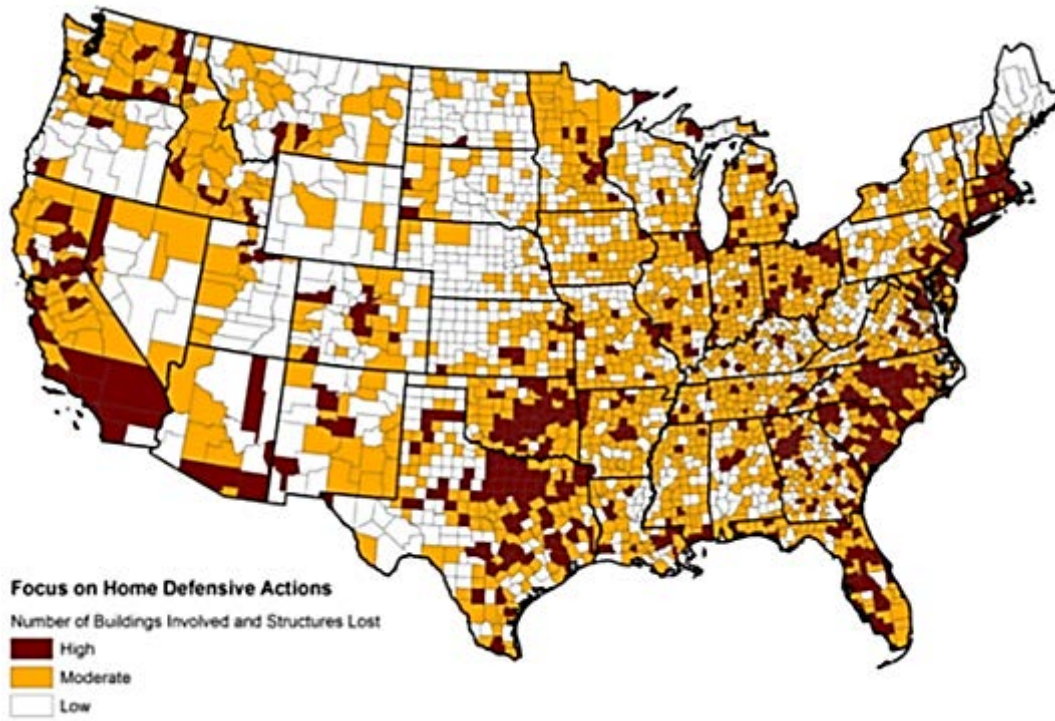 Focus on Home Defensive Actions
Number of Buildings Involved and Structures Lost
High
Moderate
Low